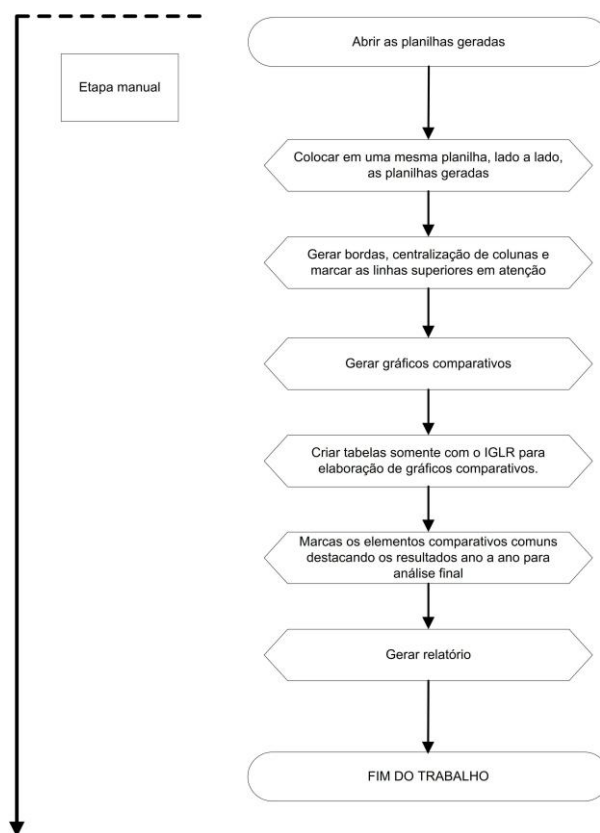 Abrir as planilhas geradas
Etapa manual
Colocar em uma mesma planilha, lado a lado,
as planilhas geradas
Gerar bordas, centralização de colunas e
marcar as linhas superiores em atenção
Gerar gráficos comparativos
Criar tabelas somente com o IGLR para
elaboração de gráficos comparativos.
Marcas os elementos comparativos comuns
destacando os resultados ano a ano para
análise final
Gerar relatório
FIM DO TRABALHO